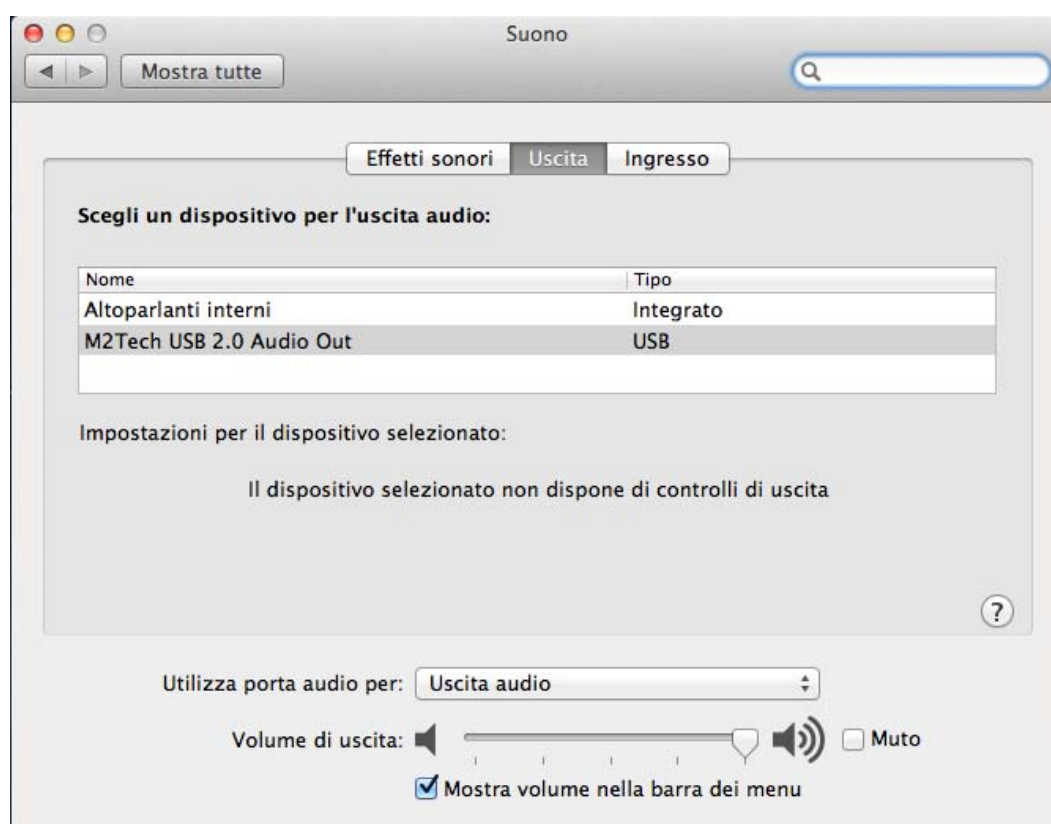 Suono
Mostra tutte
Effetti sonori Uscita Ingresso
Scegli un dispositivo per l'uscita audio:
Nome Tipo
Altoparlanti interni Integrato
M2Tech USB 2.0 Audio Out USB
Impostazioni per il dispositivo selezionato:
Il dispositivo selezionato non dispone di controlli di uscita
?
Utilizza porta audio per: Uscita audio
Volume di uscita: Muto
Mostra volume nella barra dei menu